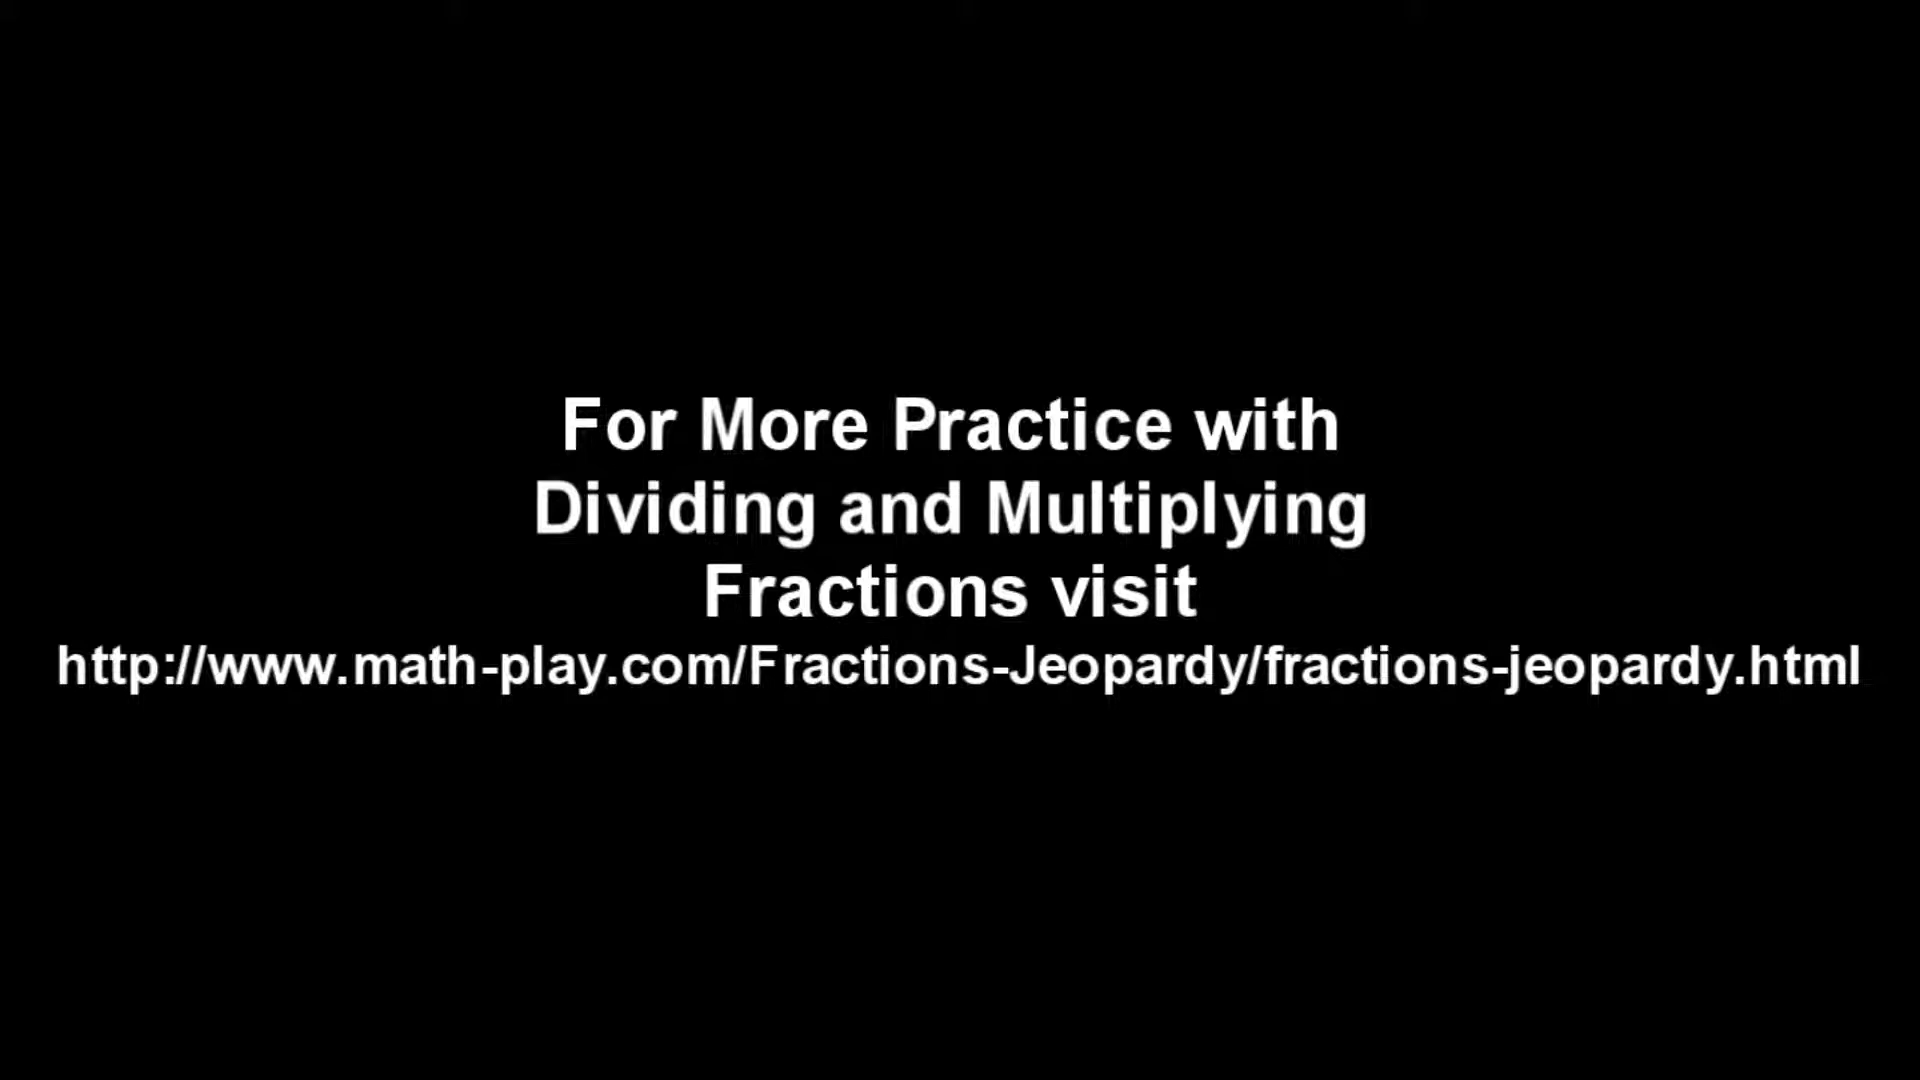 For More Practice with
Dividing and Multiplying
Fractions visit
http://www.math-play.com/Fractions-Jeopardy/fractions-jeopardy.html